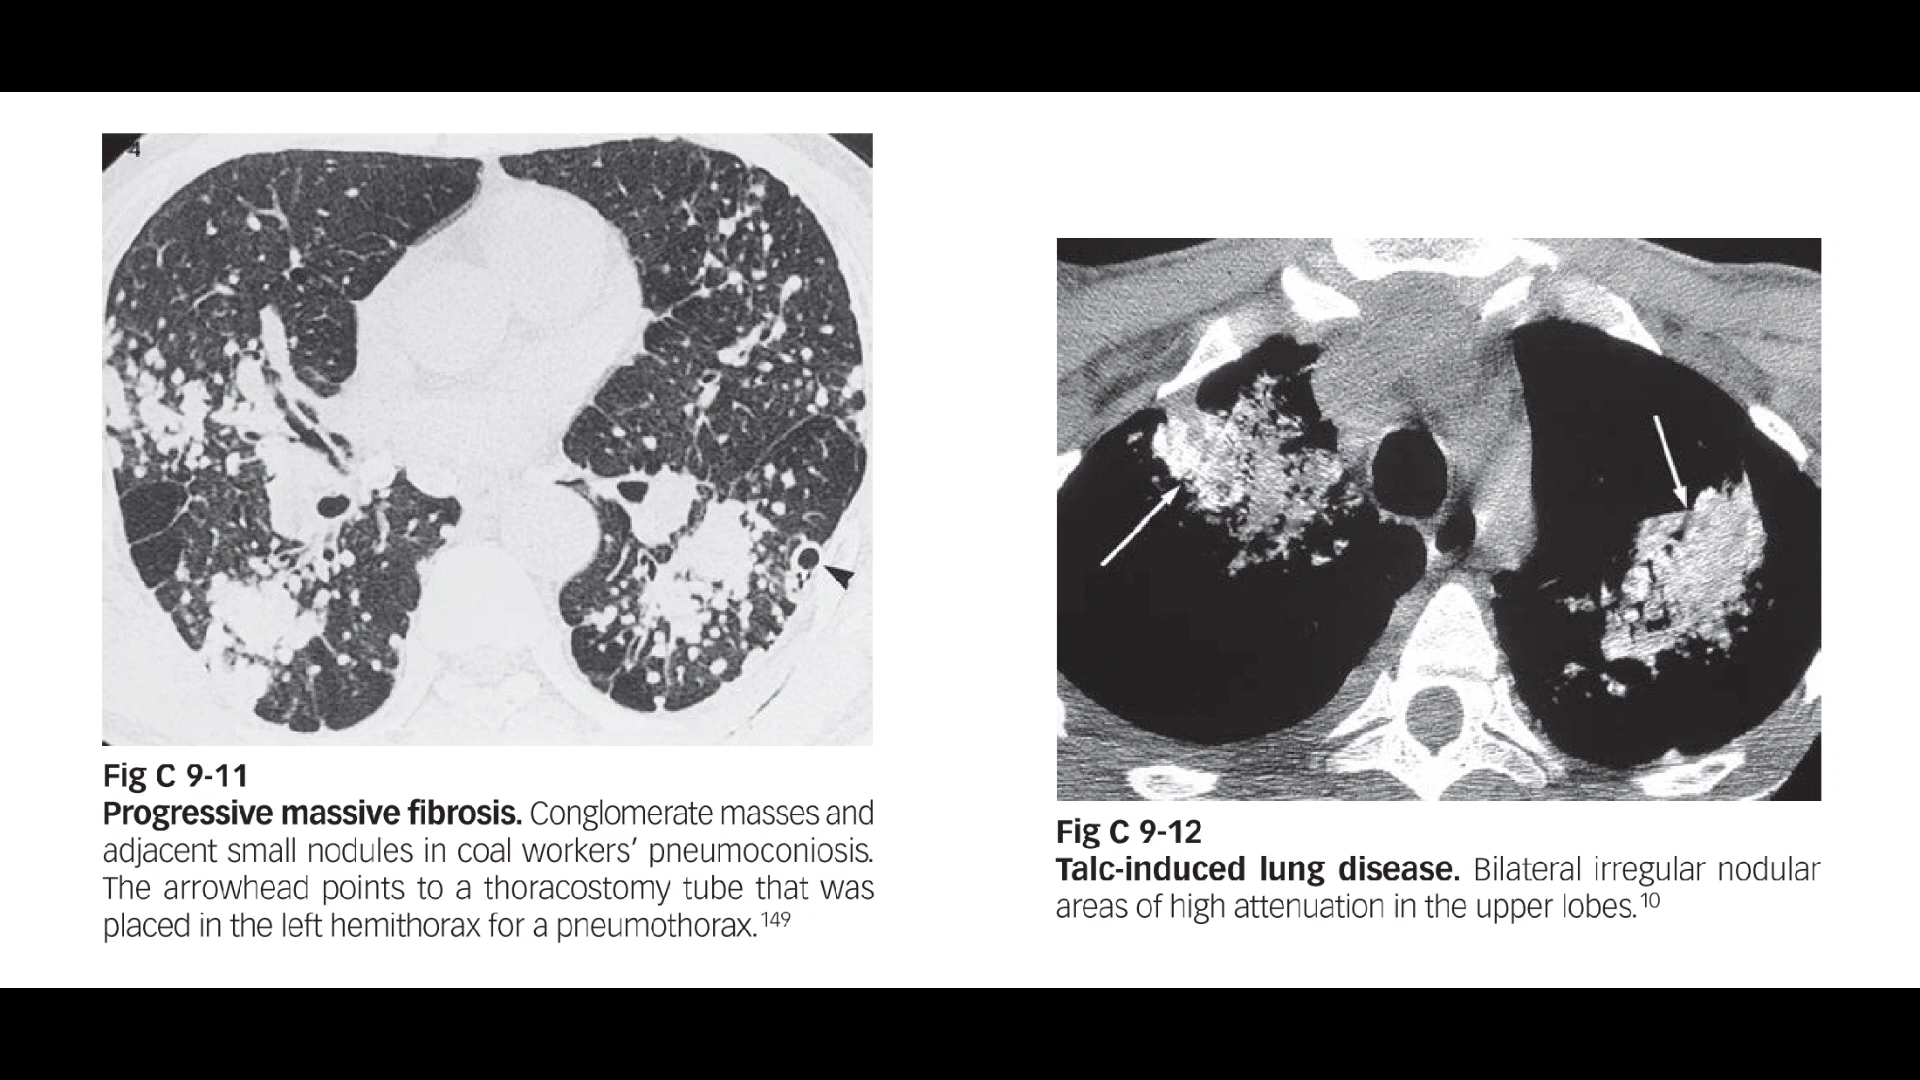 4
Fig C 9-11
Progressive massive fibrosis. Conglomerate masses and
adjacent small nodules in coal workers’ pneumoconiosis.
The arrowhead points to a thoracostomy tube that was
placed in the left hemithorax for a pneumothorax.149
Fig C 9-12
Talc-induced lung disease. Bilateral irregular nodular
areas of high attenuation in the upper lobes.10